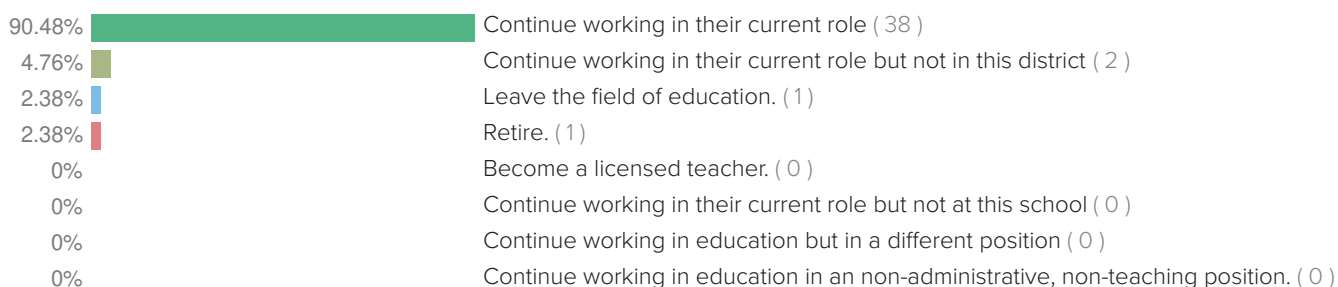 90.48% Continue working in their current role ( 38 )
4.76% Continue working in their current role but not in this district ( 2 )
2.38% Leave the field of education. ( 1 )
2.38% Retire. ( 1 )
0% Become a licensed teacher. ( 0 )
0% Continue working in their current role but not at this school ( 0 )
0% Continue working in education but in a different position ( 0 )
0% Continue working in education in an non-administrative, non-teaching position. ( 0 )